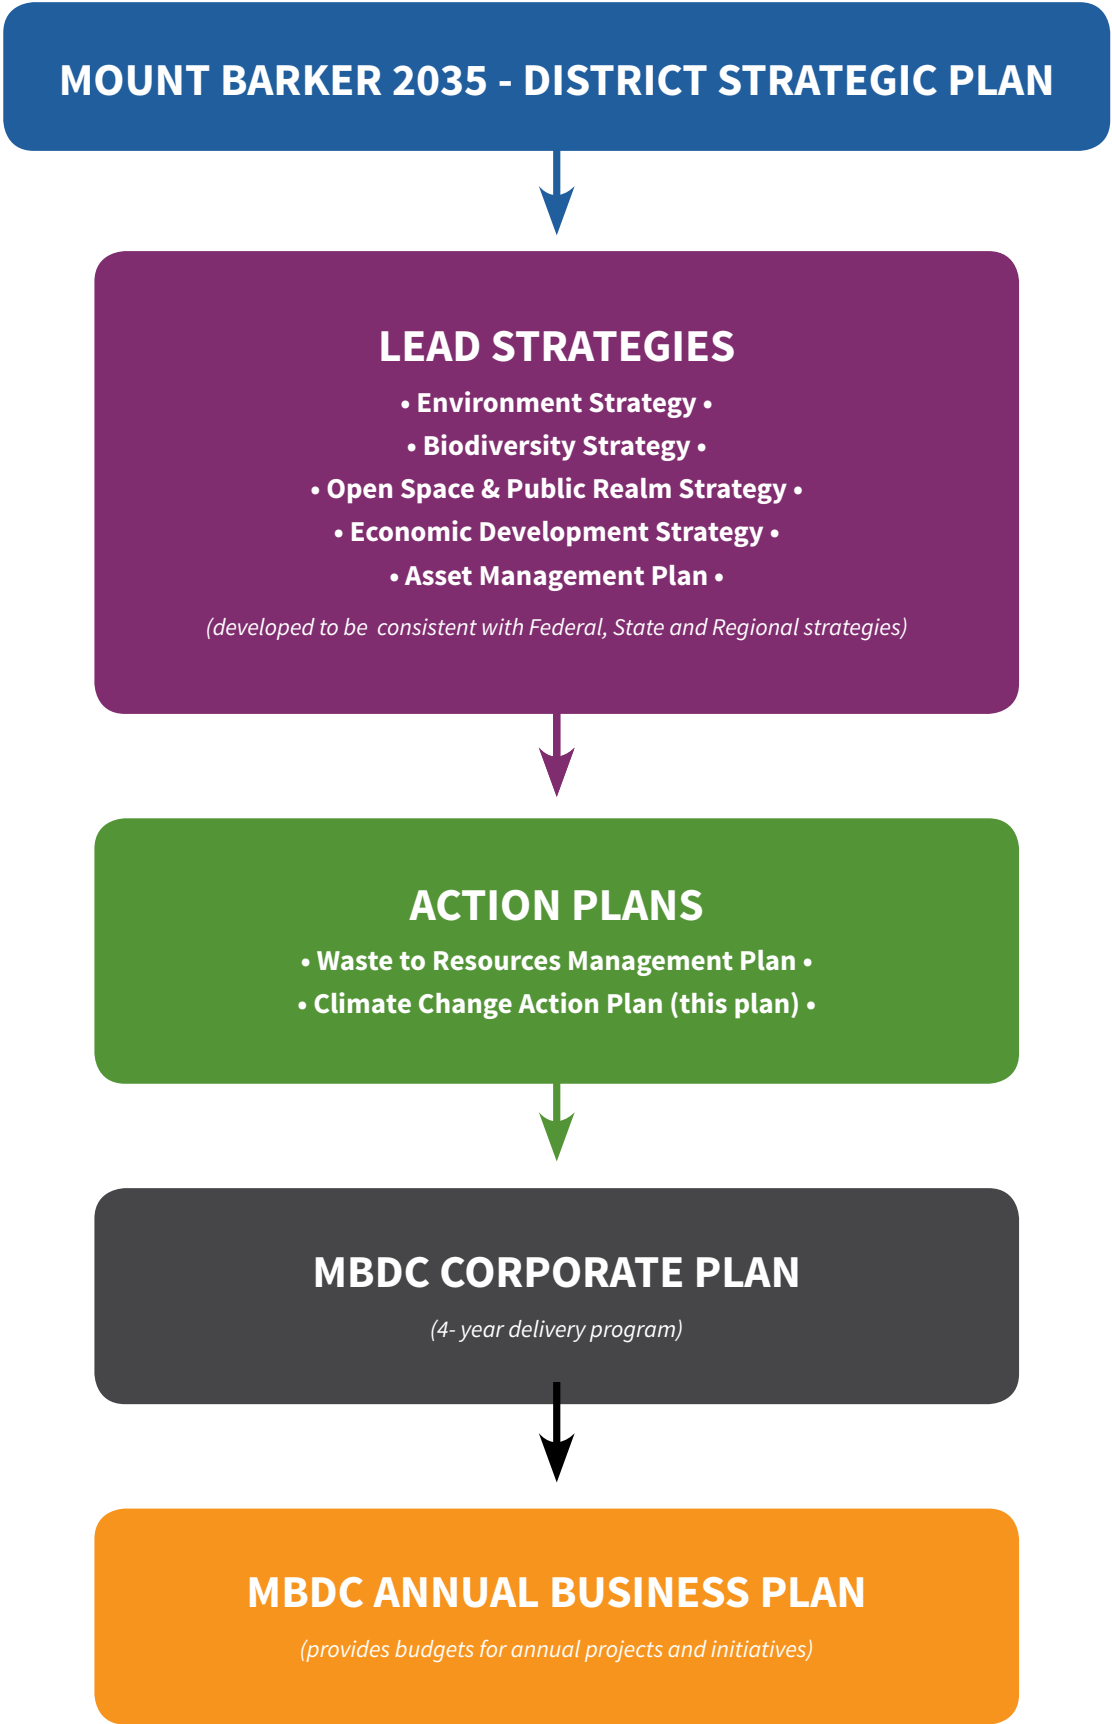 MOUNT BARKER 2035 - DISTRICT STRATEGIC PLAN
LEAD STRATEGIES
• Environment Strategy •
• Biodiversity Strategy •
• Open Space & Public Realm Strategy •
• Economic Development Strategy •
• Asset Management Plan •
(developed to be  consistent with Federal, State and Regional strategies)
ACTION PLANS
• Waste to Resources Management Plan •
• Climate Change Action Plan (this plan) •
MBDC CORPORATE PLAN
(4- year delivery program)
MBDC ANNUAL BUSINESS PLAN
(provides budgets for annual projects and initiatives)